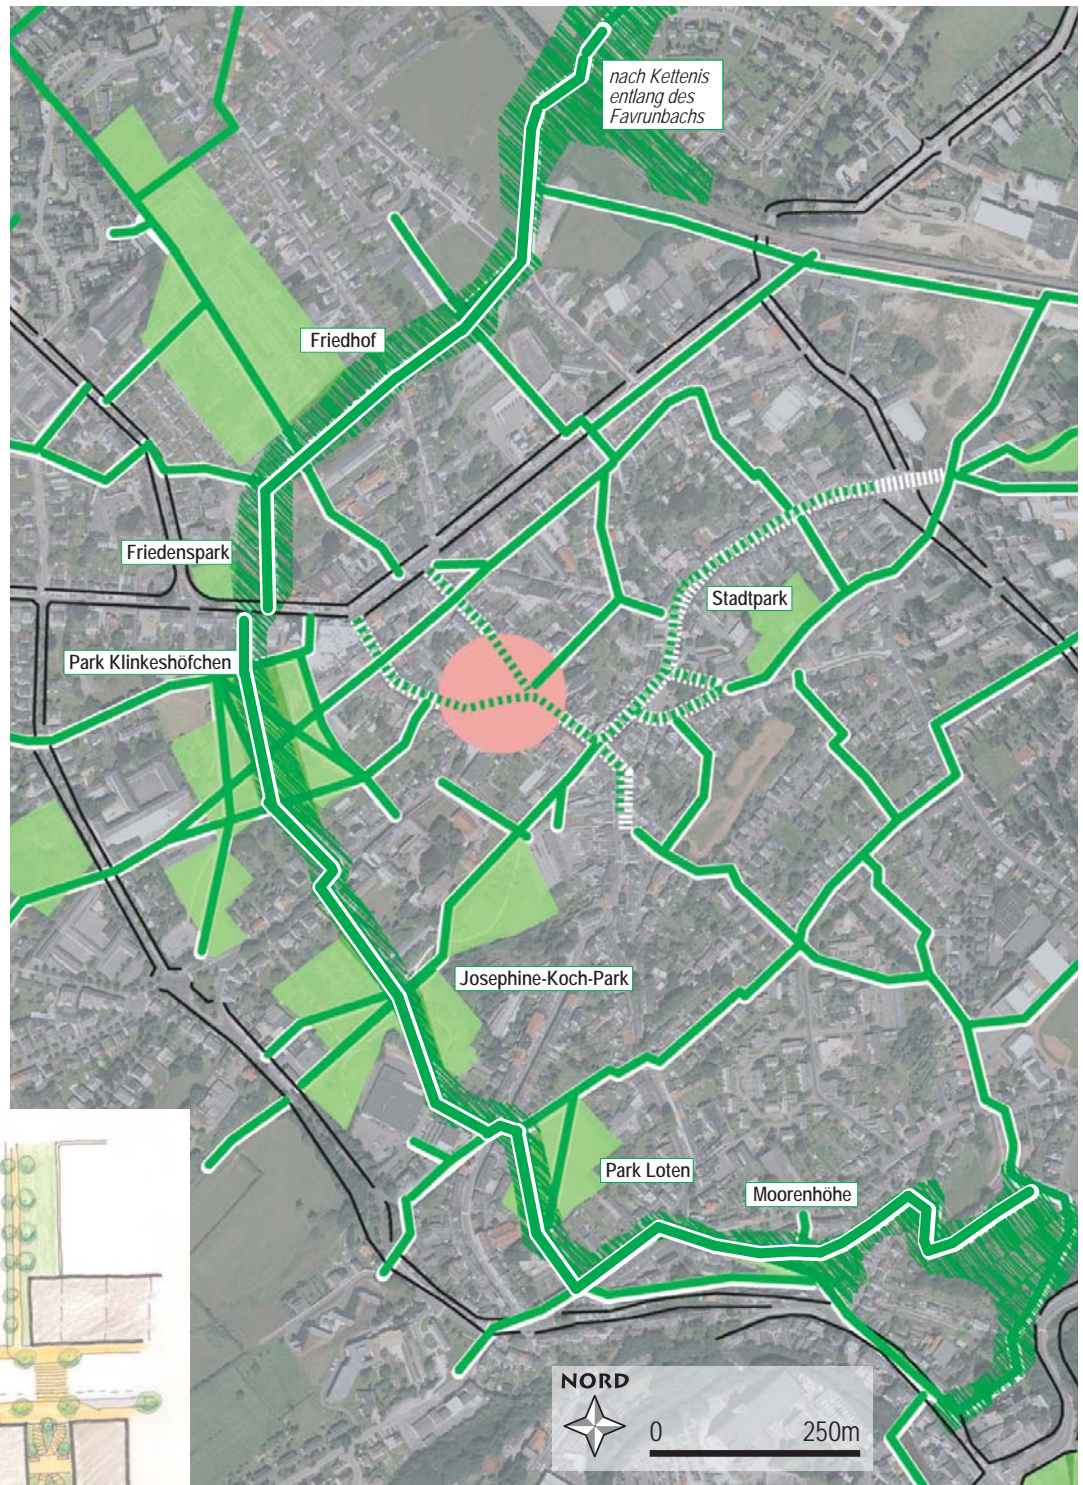 nach Kettenis
entlang des
Favrunbachs
Friedhof
Friedenspark
Stadtpark
Park Klinkeshöfchen
Josephine-Koch-Park
Park Loten
Moorenhöhe
NORD
0 250m